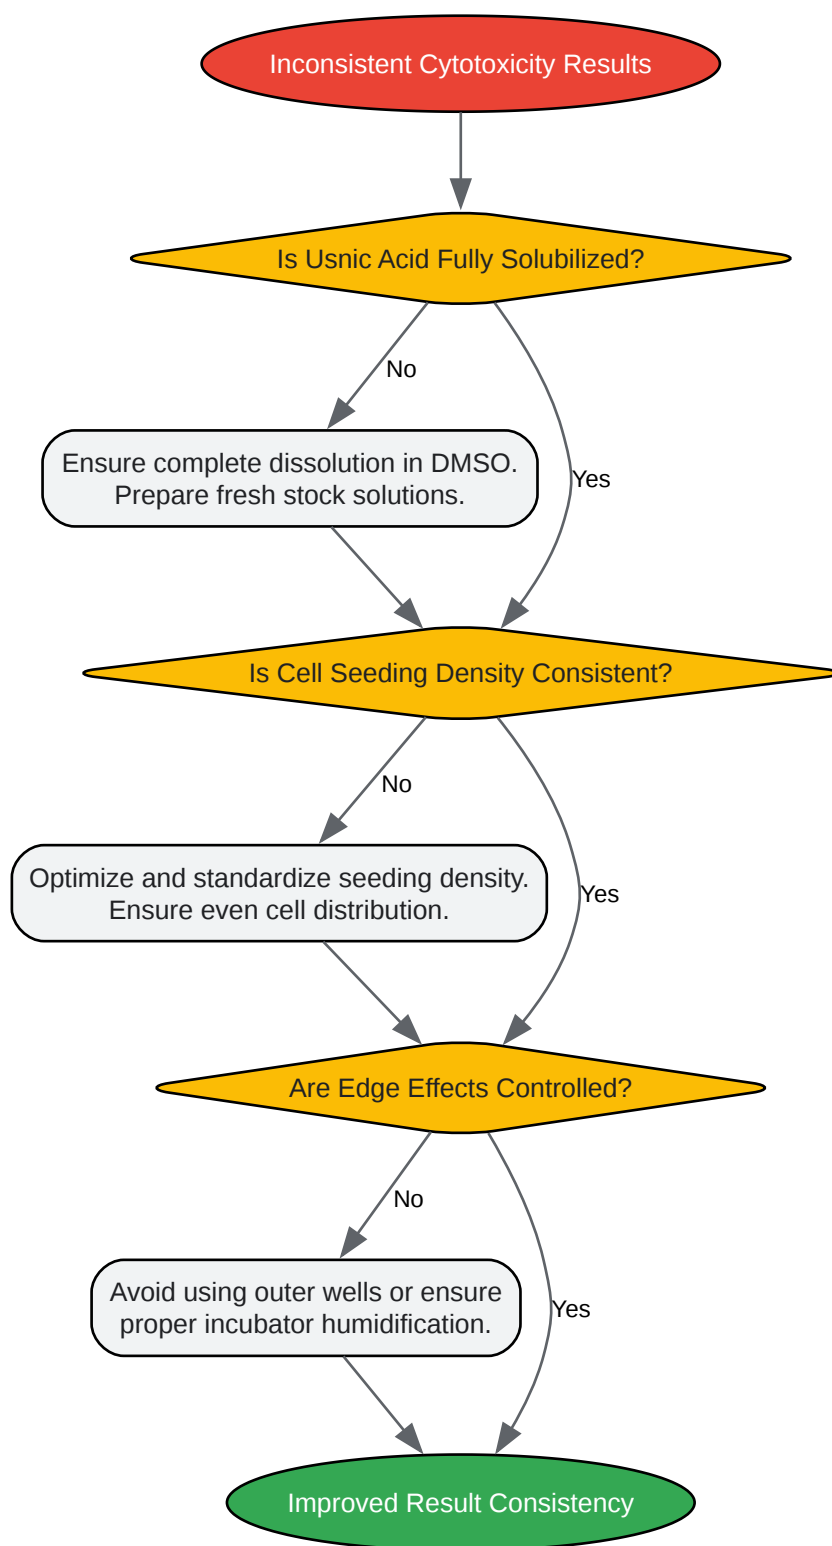 Inconsistent Cytotoxicity Results
Is Usnic Acid Fully Solubilized?
No
Ensure complete dissolution in DMSO.
Prepare fresh stock solutions.
Yes
Is Cell Seeding Density Consistent?
No
Optimize and standardize seeding density.
Ensure even cell distribution.
Yes
Are Edge Effects Controlled?
No
Avoid using outer wells or ensure
proper incubator humidification.
Yes
Improved Result Consistency